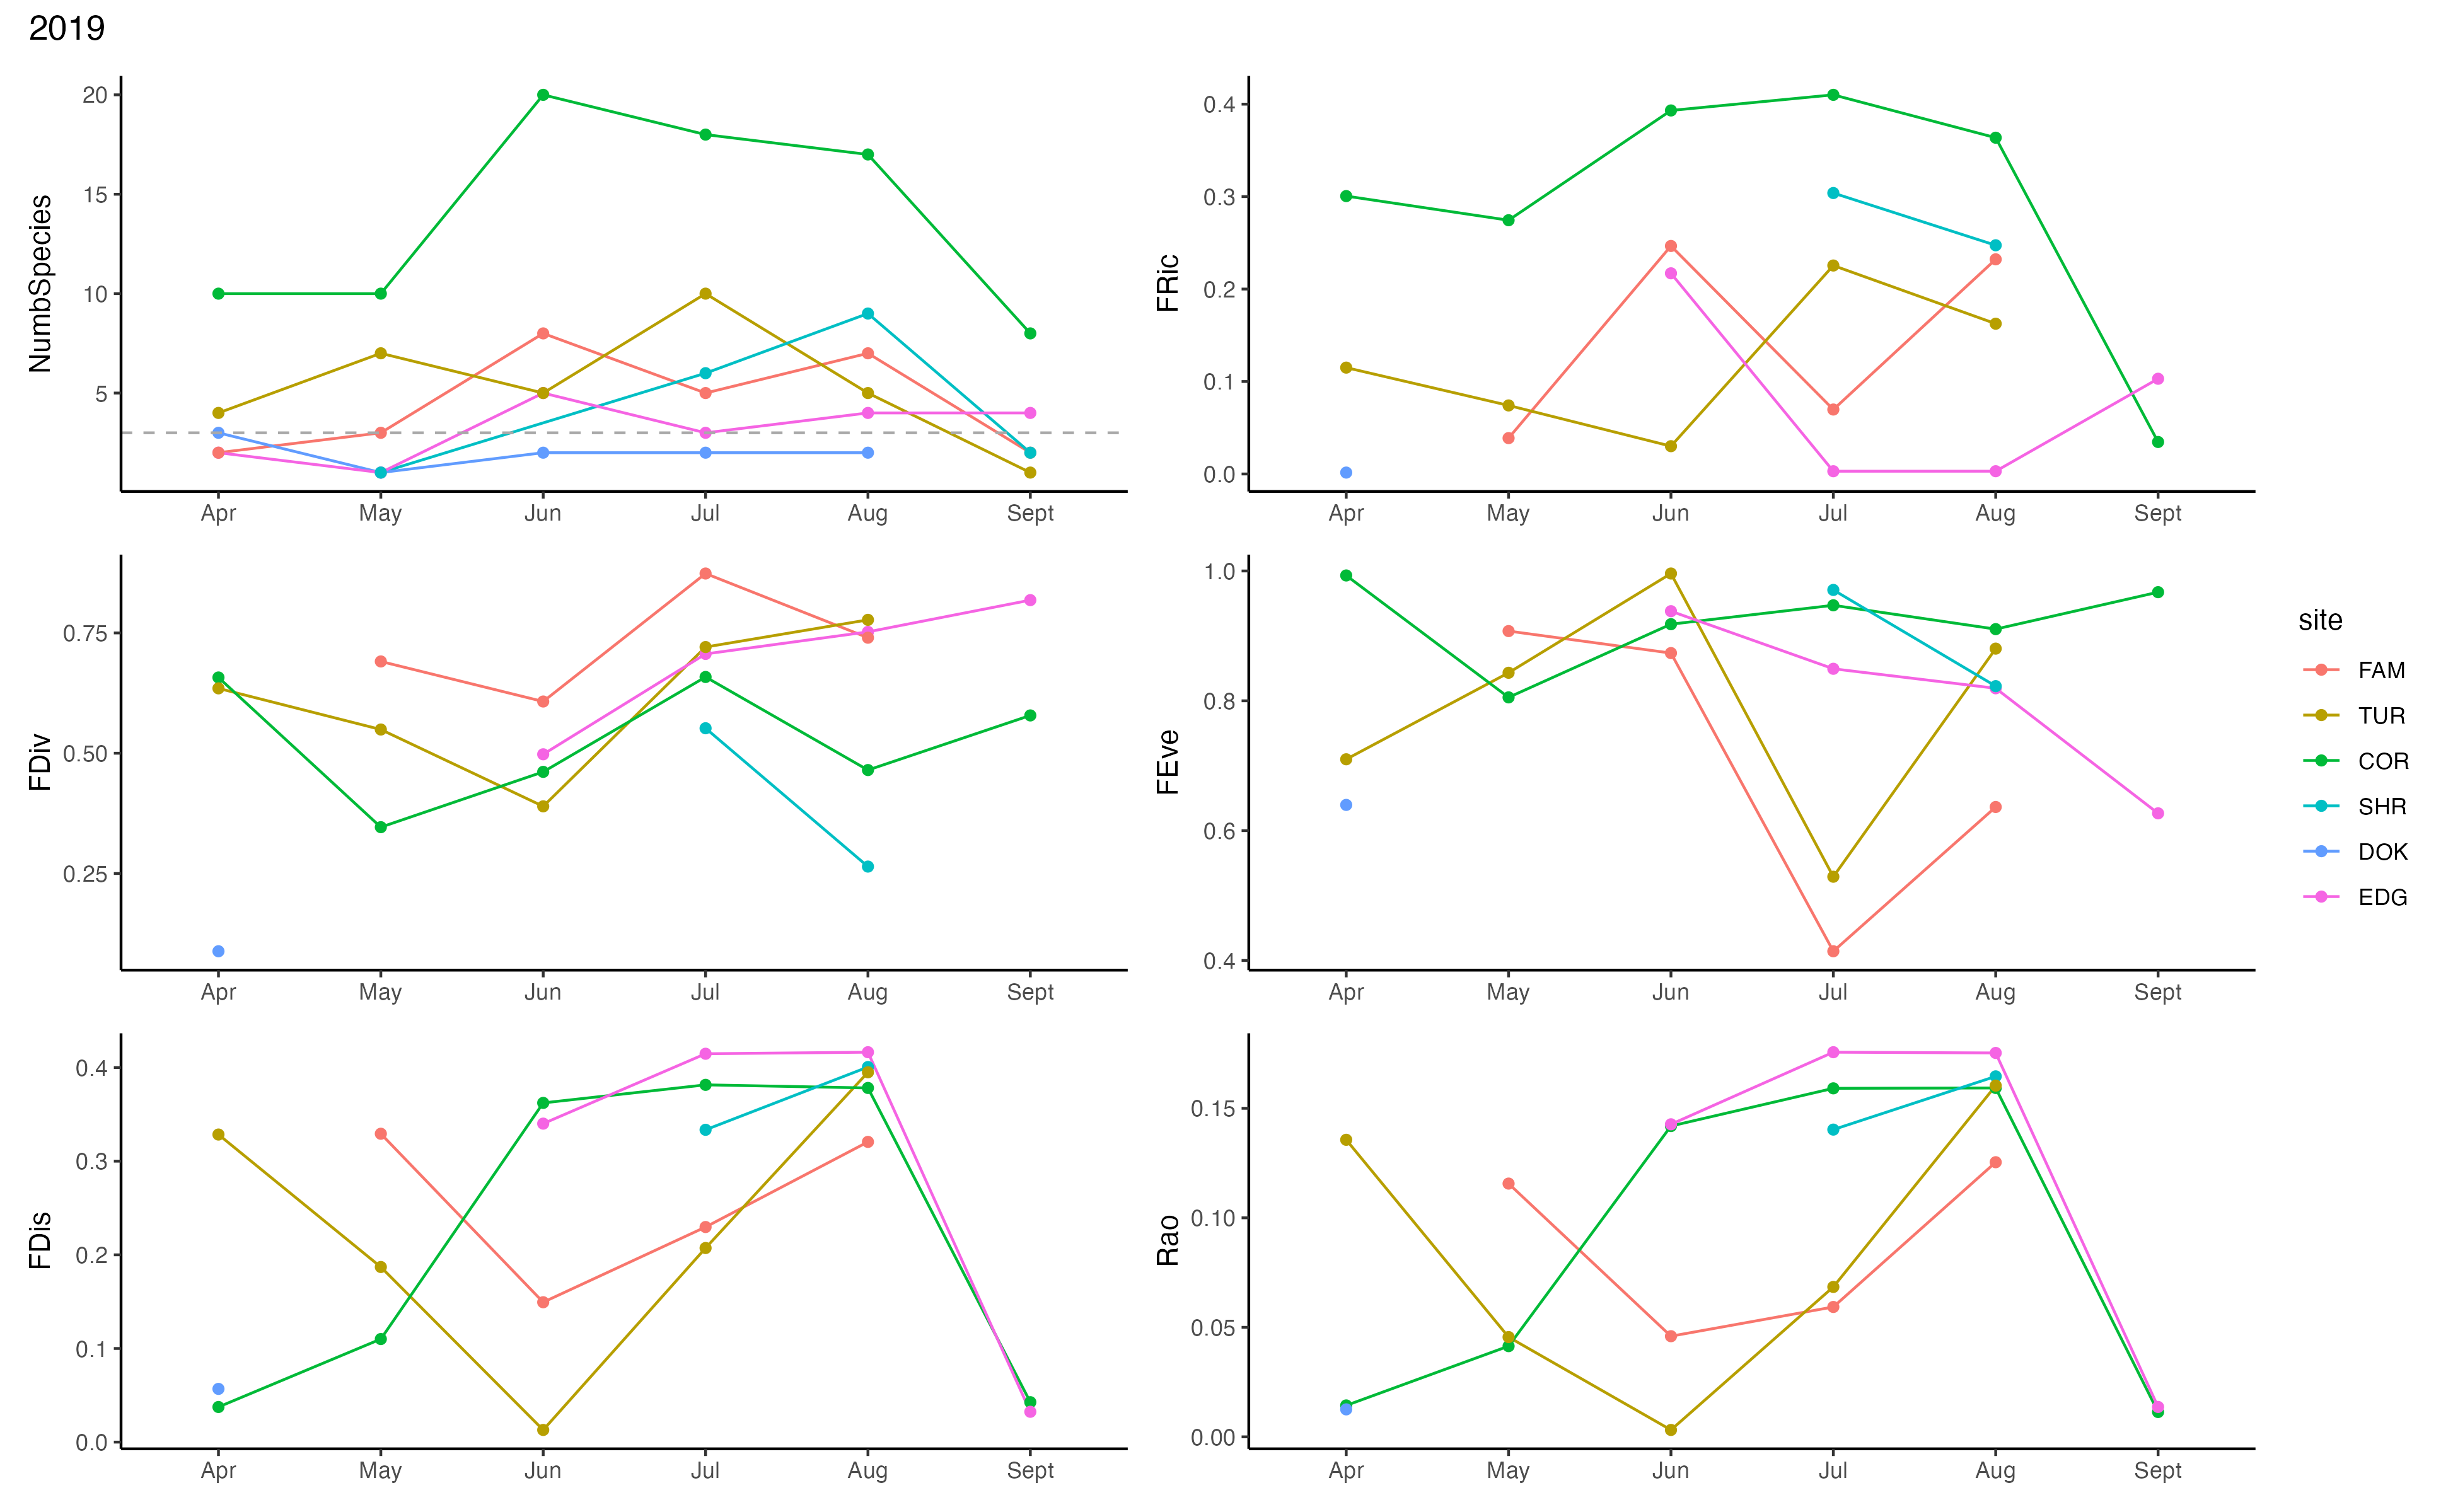 2019
NumbSpecies
20
15
10
5
Apr May Jun Jul Aug Sept
FRic
0.4
0.3
0.2
0.1
0.0
Apr May Jun Jul Aug Sept
FDiv
0.75
0.50
0.25
Apr May Jun Jul Aug Sept
FEve
1.0
0.8
0.6
0.4
Apr May Jun Jul Aug Sept
FDis
0.4
0.3
0.2
0.1
0.0
Apr May Jun Jul Aug Sept
Rao
0.15
0.10
0.05
0.00
Apr May Jun Jul Aug Sept
site
FAM
TUR
COR
SHR
DOK
EDG